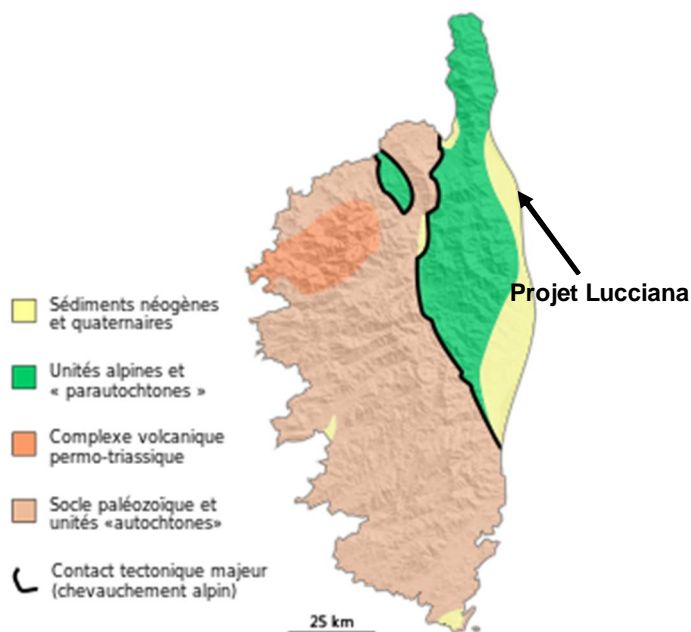 Projet Lucciana
Sédiments néogènes
et quaternaires
Unités alpines et
« parautochtones »
Complexe volcanique
permo-triassique
Socle paléozoïque et
unités «autochtones»
Contact tectonique majeur
(chevauchement alpin)
25 km